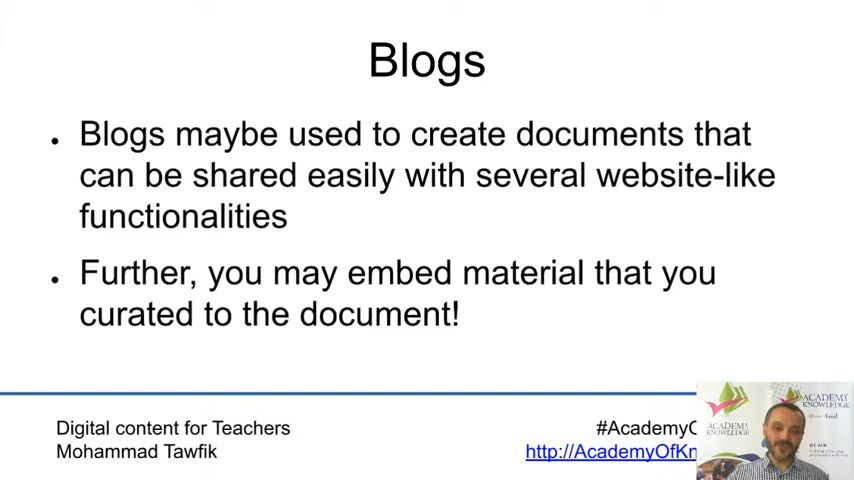 Blogs
Blogs maybe used to create documents that
can be shared easily with several website-like
functionalities
Further, you may embed material that you
curated to the document!
Digital content for Teachers
Mohammad Tawfik
#AcademyO
http://AcademyOfKn
ACADEMY
KNOWLEDGE
ACADEMY
KNOWLEDGE